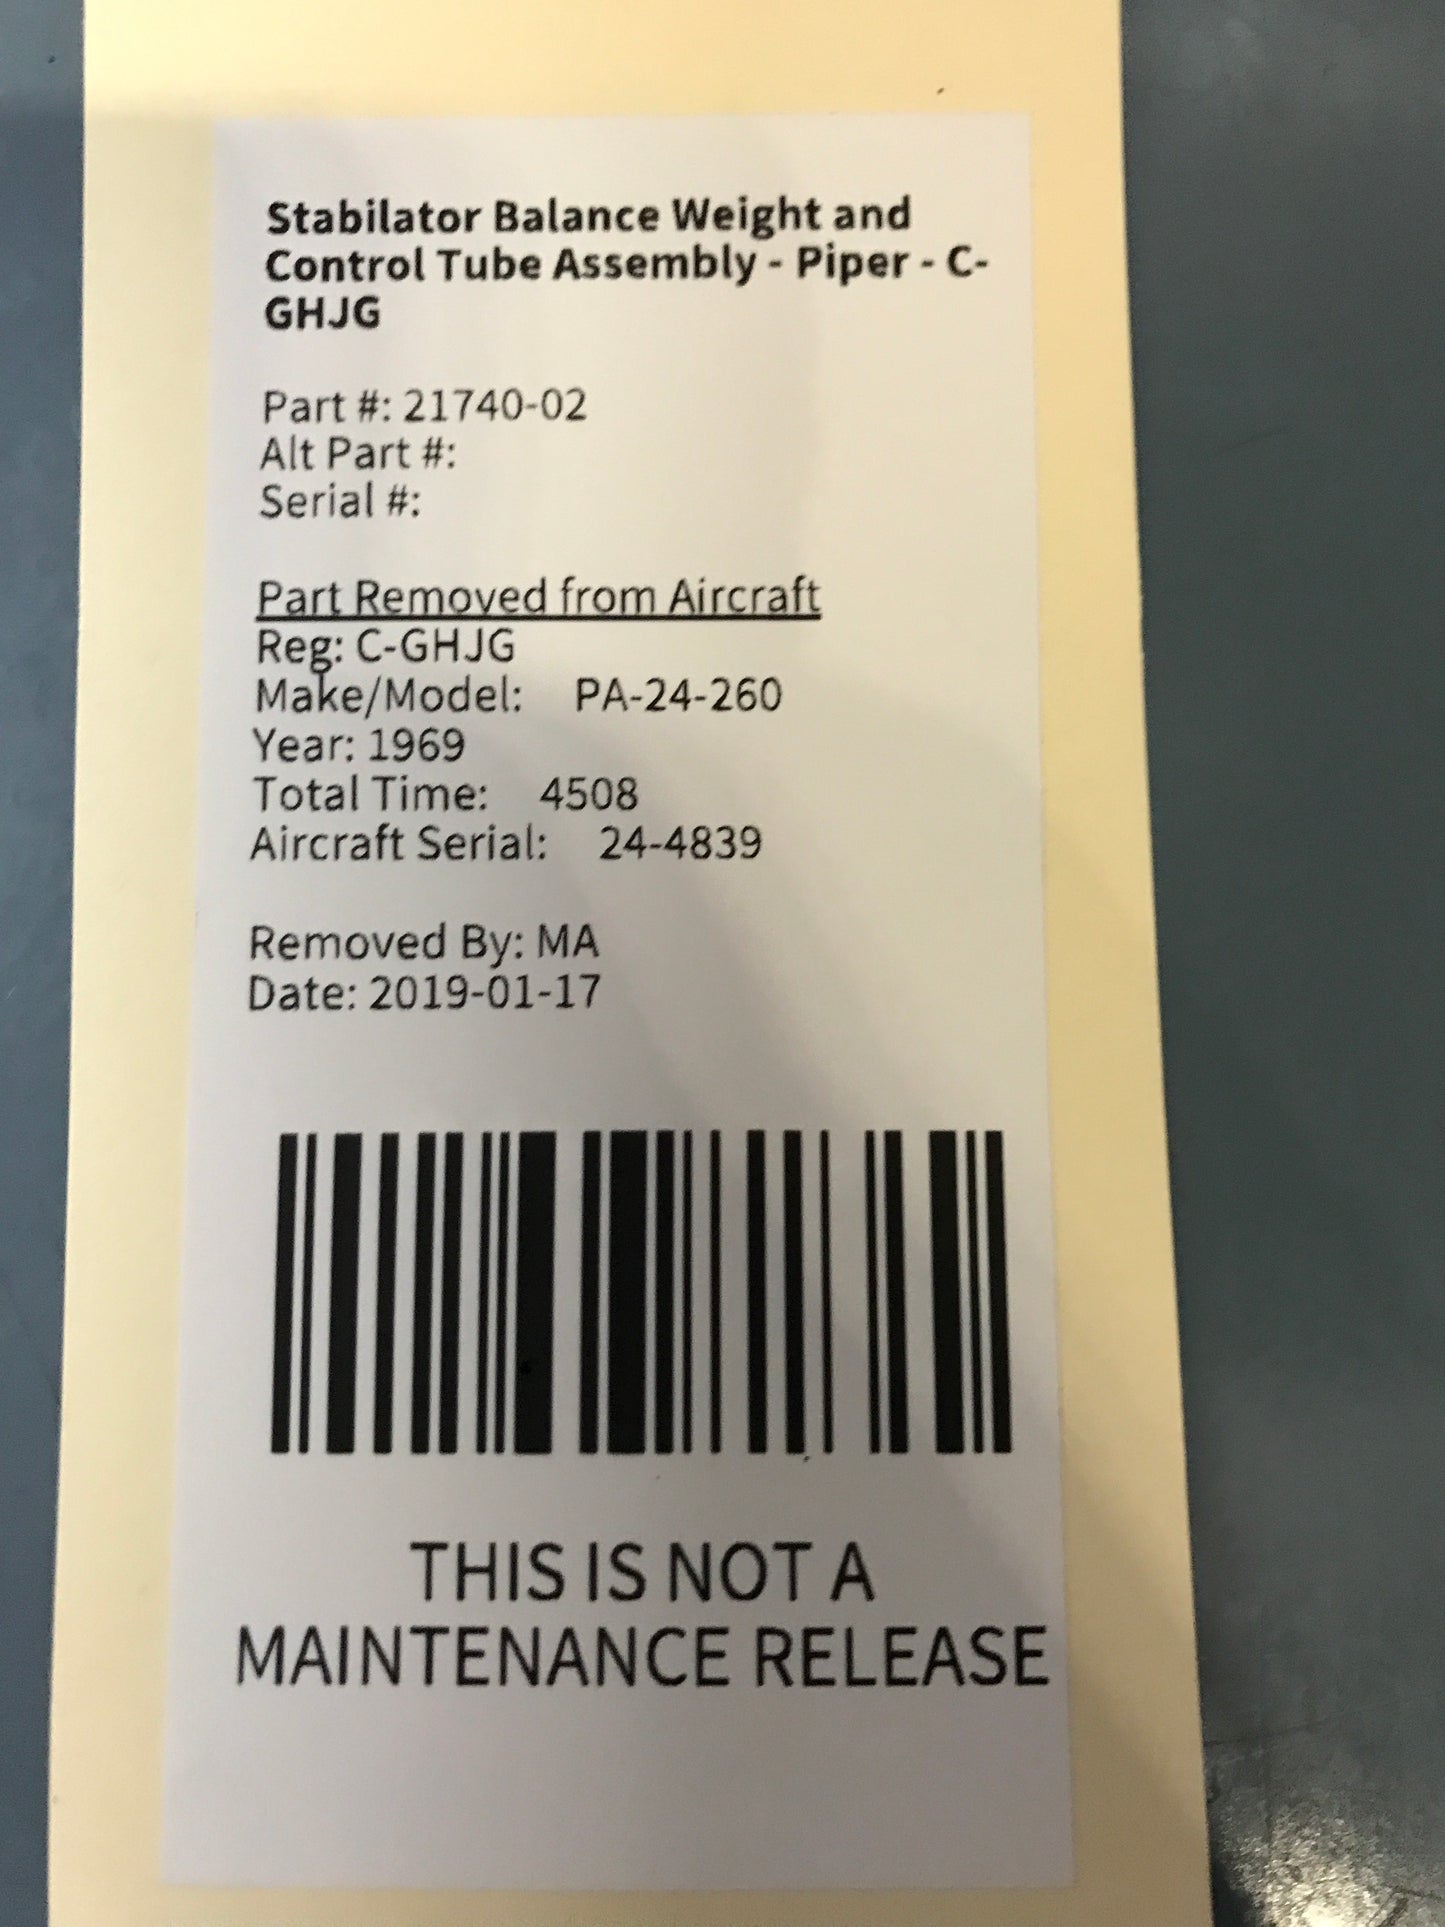 Stabilator Balance Weight and
Control Tube Assembly - Piper - C-
GHJG
Part #: 21740-02
Alt Part #:
Serial #:
Part Removed from Aircraft
Reg: C-GHJG
Make/Model: PA-24-260
Year: 1969
Total Time: 4508
Aircraft Serial: 24-4839
Removed By: MA
Date: 2019-01-17
THIS IS NOT A
MAINTENANCE RELEASE